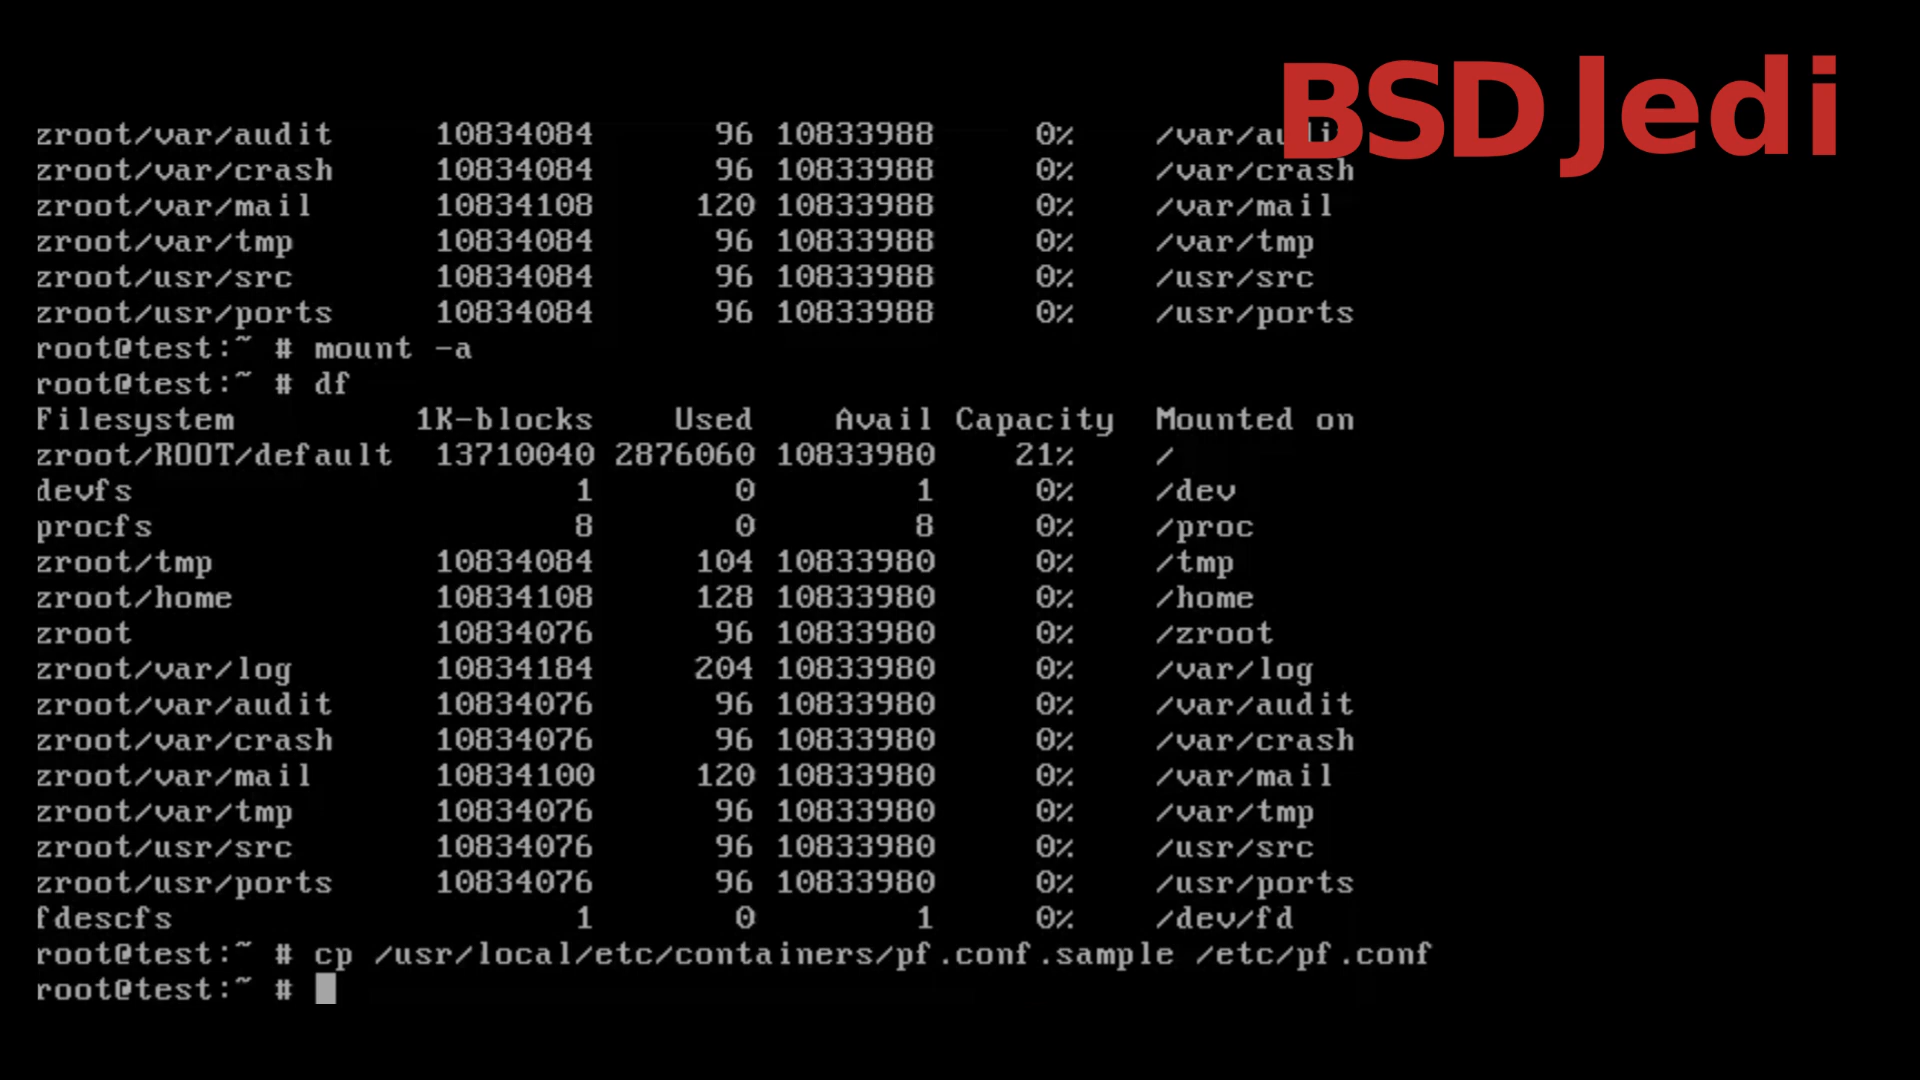 BSD Jedi
zroot/var/audit 10834084 96 10833988 0% /var/audit
zroot/var/crash 10834084 96 10833988 0% /var/crash
zroot/var/mail 10834108 120 10833988 0% /var/mail
zroot/var/tmp 10834084 96 10833988 0% /var/tmp
zroot/usr/src 10834084 96 10833988 0% /usr/src
zroot/usr/ports 10834084 96 10833988 0% /usr/ports
root@test:~ # mount -a
root@test:~ # df
Filesystem 1K-blocks Used Avail Capacity Mounted on
zroot/ROOT/default 13710040 2876060 10833980 21% /
devfs 1 0 1 0% /dev
procfs 8 0 8 0% /proc
zroot/tmp 10834084 104 10833980 0% /tmp
zroot/home 10834108 128 10833980 0% /home
zroot 10834076 96 10833980 0% /zroot
zroot/var/log 10834184 204 10833980 0% /var/log
zroot/var/audit 10834076 96 10833980 0% /var/audit
zroot/var/crash 10834076 96 10833980 0% /var/crash
zroot/var/mail 10834100 120 10833980 0% /var/mail
zroot/var/tmp 10834076 96 10833980 0% /var/tmp
zroot/usr/src 10834076 96 10833980 0% /usr/src
zroot/usr/ports 10834076 96 10833980 0% /usr/ports
fdescfs 1 0 1 0% /dev/fd
root@test:~ # cp /usr/local/etc/containers/pf.conf.sample /etc/pf.conf
root@test:~ #